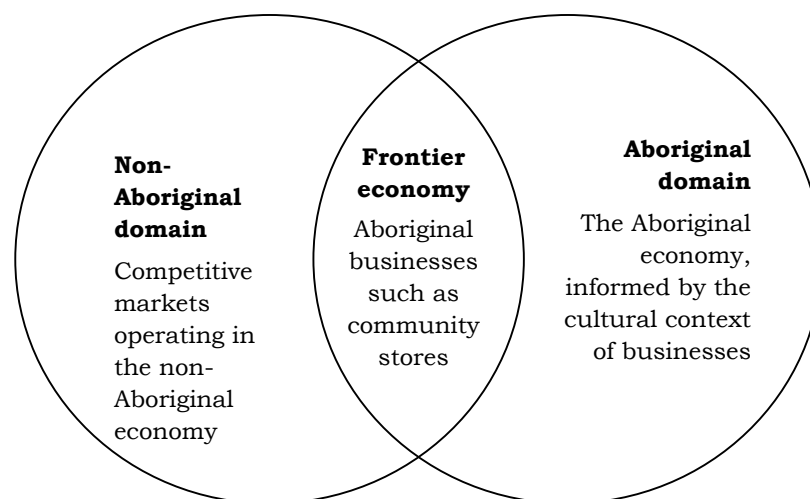 Non-
Aboriginal
domain
Competitive
markets
operating in
the non-
Aboriginal
economy
Frontier
economy
Aboriginal
businesses
such as
community
stores
Aboriginal
domain
The Aboriginal
economy,
informed by the
cultural context
of businesses